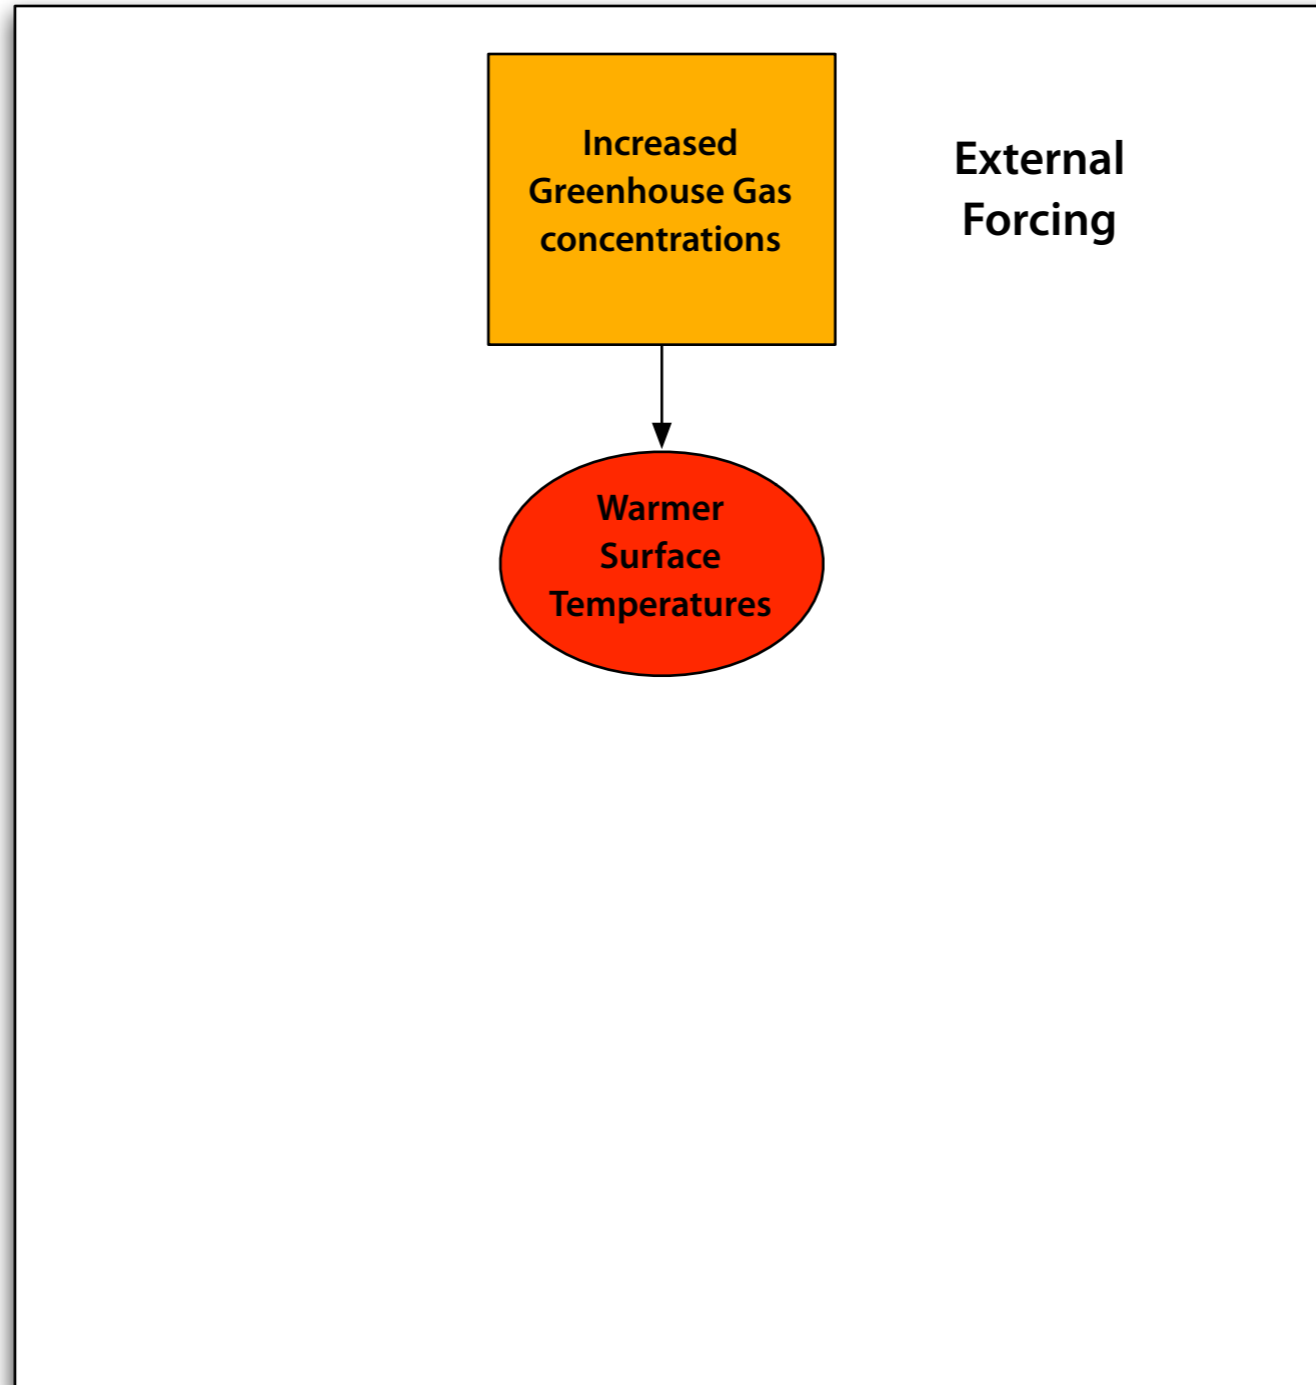 Increased
Greenhouse Gas
concentrations
External
Forcing
Warmer
Surface
Temperatures